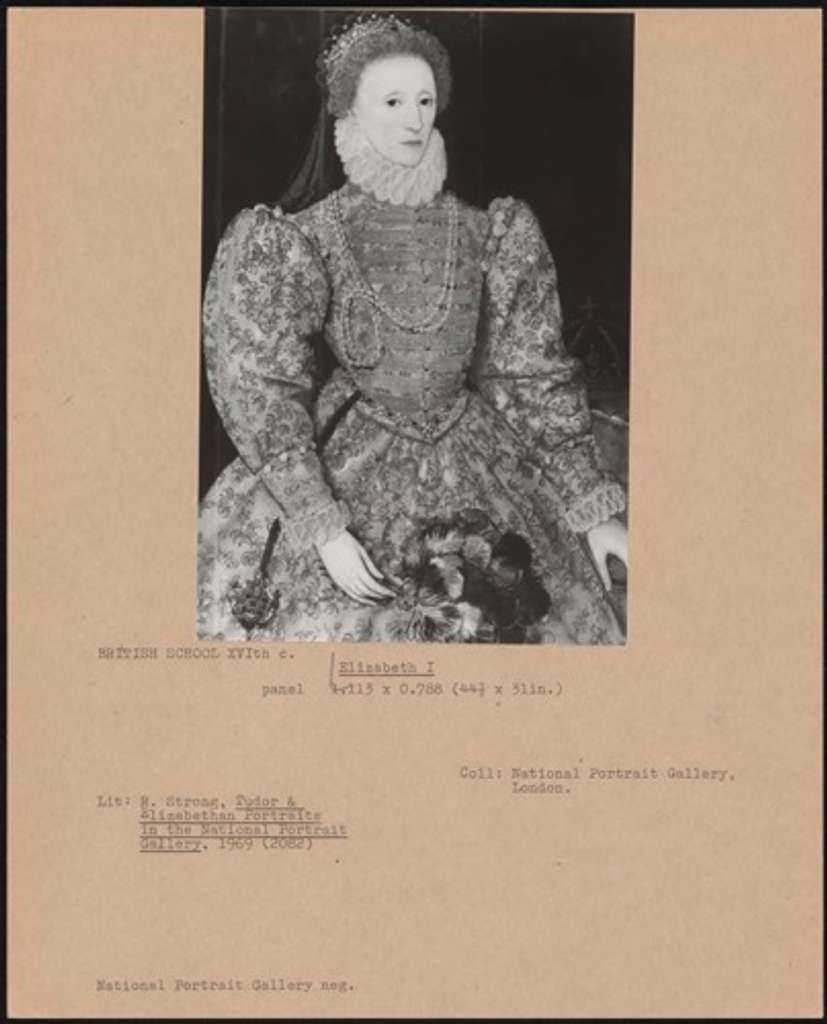 BRITISH SCHOOL XVIth c.
Elizabeth I
panel 1.113 x 0.788 (44¾ x 31in.)
Coll: National Portrait Gallery,
London.
Lit: R. Strong, Tudor &
Elizabethan Portraits
in the National Portrait
Gallery. 1969 (2082)
National Portrait Gallery neg.